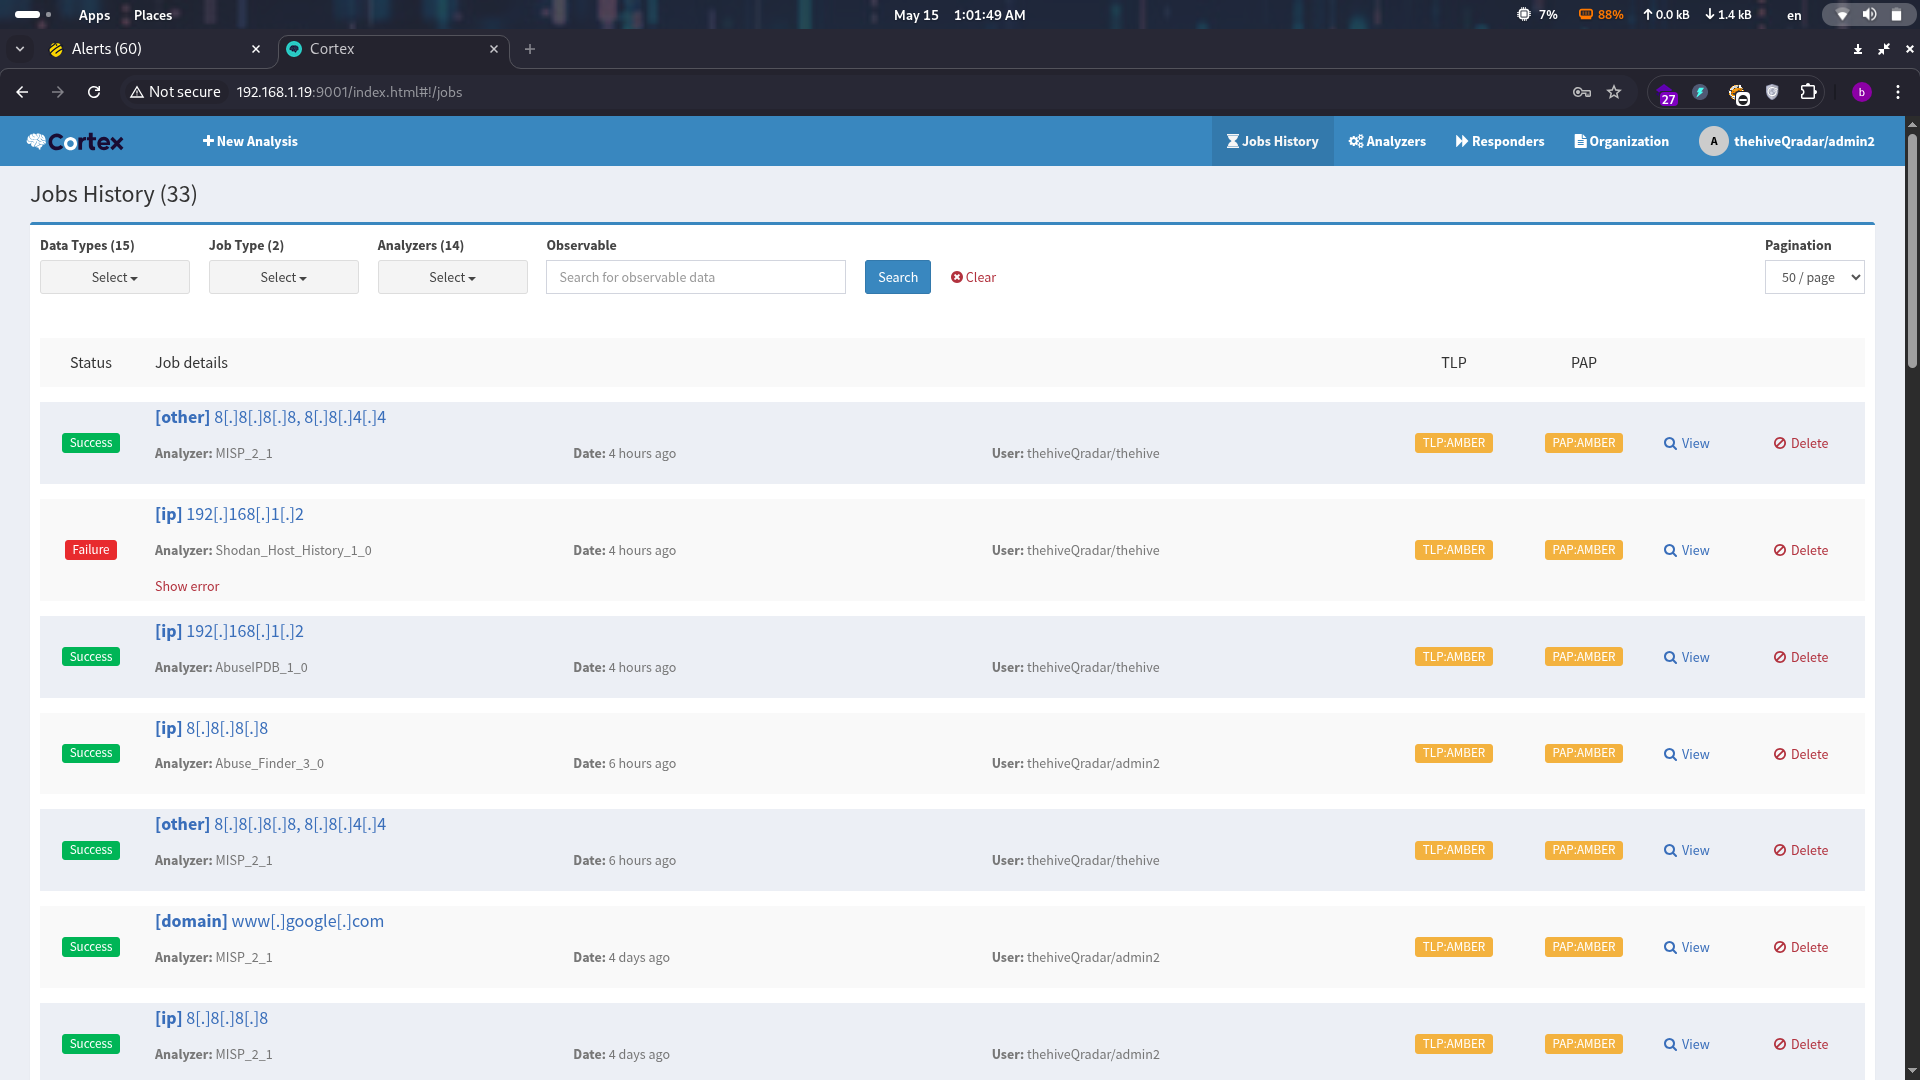 Apps Places May 15 1:01:49 AM 7% 88% 0.0 kB 1.4 kB en
Alerts (60) Cortex
Not secure 192.168.1.19:9001/index.html#!/jobs 27 b
Cortex New Analysis Jobs History Analyzers Responders Organization A thehiveQradar/admin2
Jobs History (33)
Data Types (15) Job Type (2) Analyzers (14) Observable Pagination
Select Select Select Search for observable data Search Clear 50 / page
Status Job details TLP PAP
[other] 8[.]8[.]8[.]8, 8[.]8[.]4[.]4
Success TLP:AMBER PAP:AMBER View Delete
Analyzer: MISP_2_1 Date: 4 hours ago User: thehiveQradar/thehive
[ip] 192[.]168[.]1[.]2
Failure Analyzer: Shodan_Host_History_1_0 Date: 4 hours ago User: thehiveQradar/thehive TLP:AMBER PAP:AMBER View Delete
Show error
[ip] 192[.]168[.]1[.]2
Success TLP:AMBER PAP:AMBER View Delete
Analyzer: AbuseIPDB_1_0 Date: 4 hours ago User: thehiveQradar/thehive
[ip] 8[.]8[.]8[.]8
Success TLP:AMBER PAP:AMBER View Delete
Analyzer: Abuse_Finder_3_0 Date: 6 hours ago User: thehiveQradar/admin2
[other] 8[.]8[.]8[.]8, 8[.]8[.]4[.]4
Success TLP:AMBER PAP:AMBER View Delete
Analyzer: MISP_2_1 Date: 6 hours ago User: thehiveQradar/thehive
[domain] www[.]google[.]com
Success TLP:AMBER PAP:AMBER View Delete
Analyzer: MISP_2_1 Date: 4 days ago User: thehiveQradar/admin2
[ip] 8[.]8[.]8[.]8
Success TLP:AMBER PAP:AMBER View Delete
Analyzer: MISP_2_1 Date: 4 days ago User: thehiveQradar/admin2